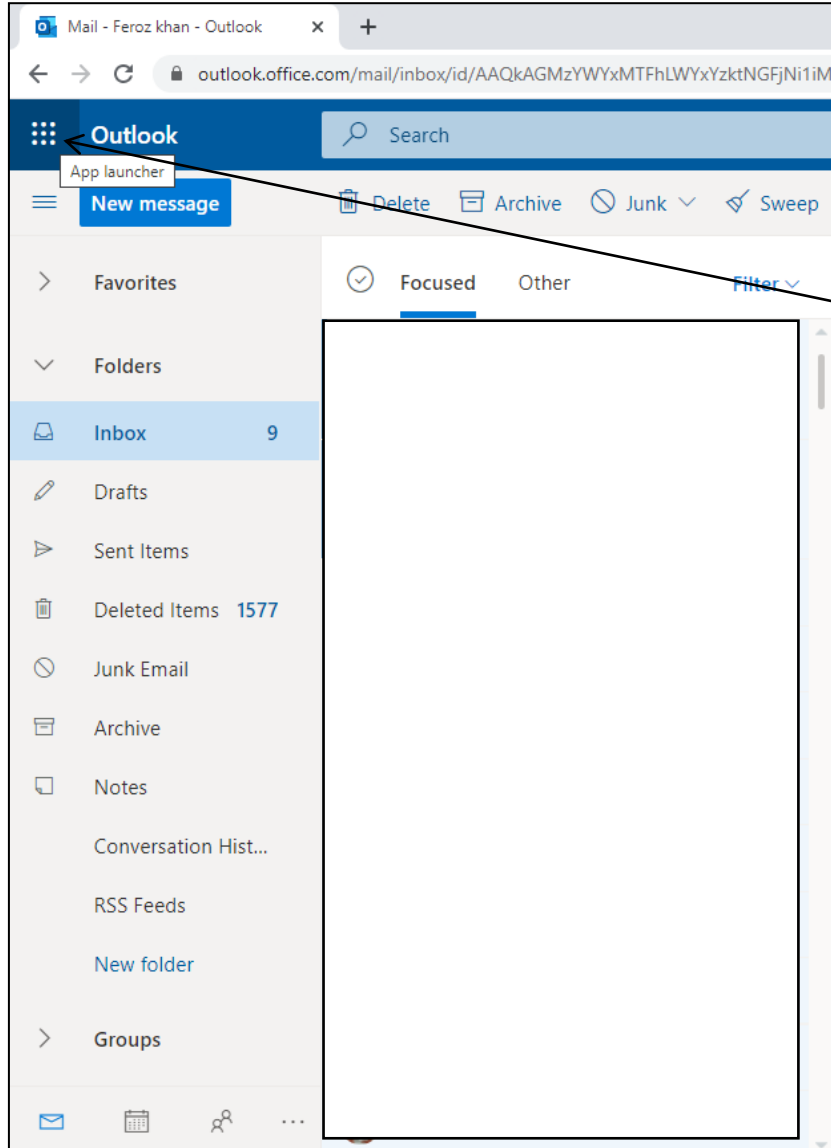 Mail - Feroz khan - Outlook
outlook.office.com/mail/inbox/id/AAQkAGMzYWYxMTFhLWYxYzktNGFjNi1iM
Outlook Search
App launcher
New message Delete Archive Junk Sweep
Favorites Focused Other Filter
Folders
Inbox 9
Drafts
Sent Items
Deleted Items 1577
Junk Email
Archive
Notes
Conversation Hist...
RSS Feeds
New folder
Groups